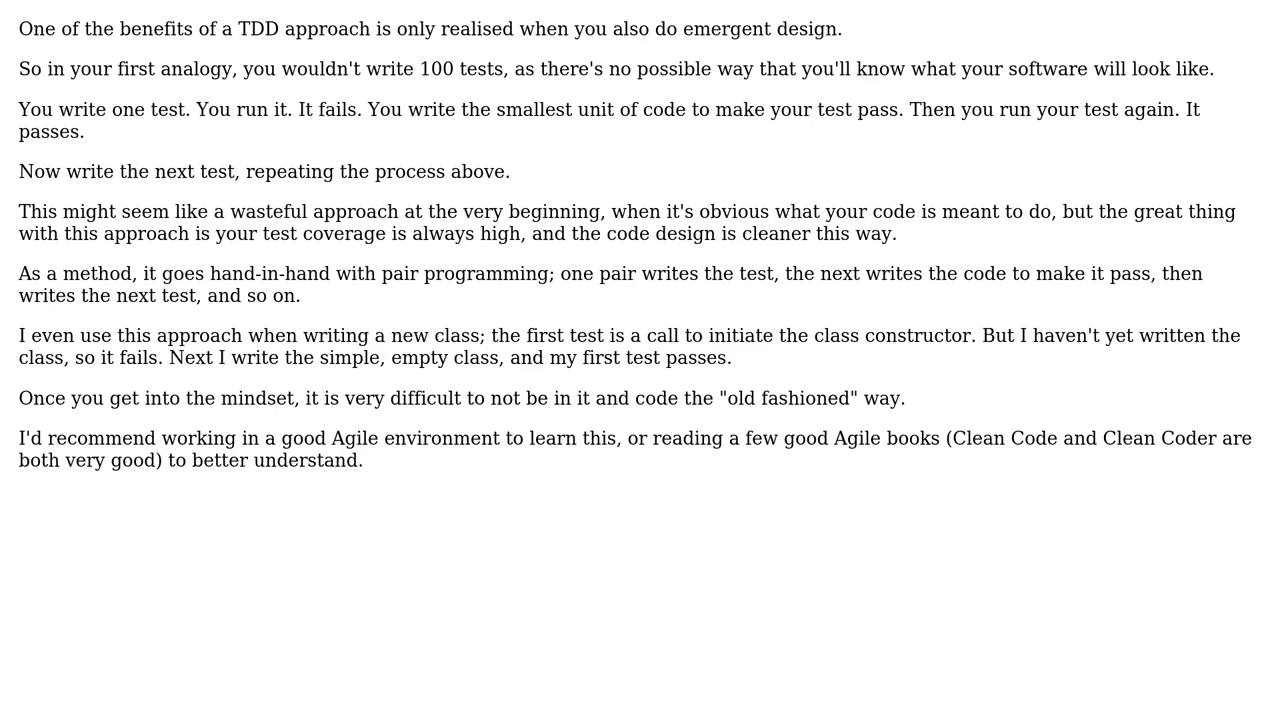 One of the benefits of a TDD approach is only realised when you also do emergent design.
So in your first analogy, you wouldn't write 100 tests, as there's no possible way that you'll know what your software will look like.
You write one test. You run it. It fails. You write the smallest unit of code to make your test pass. Then you run your test again. It
passes.
Now write the next test, repeating the process above.
This might seem like a wasteful approach at the very beginning, when it's obvious what your code is meant to do, but the great thing
with this approach is your test coverage is always high, and the code design is cleaner this way.
As a method, it goes hand-in-hand with pair programming; one pair writes the test, the next writes the code to make it pass, then
writes the next test, and so on.
I even use this approach when writing a new class; the first test is a call to initiate the class constructor. But I haven't yet written the
class, so it fails. Next I write the simple, empty class, and my first test passes.
Once you get into the mindset, it is very difficult to not be in it and code the "old fashioned" way.
I'd recommend working in a good Agile environment to learn this, or reading a few good Agile books (Clean Code and Clean Coder are
both very good) to better understand.